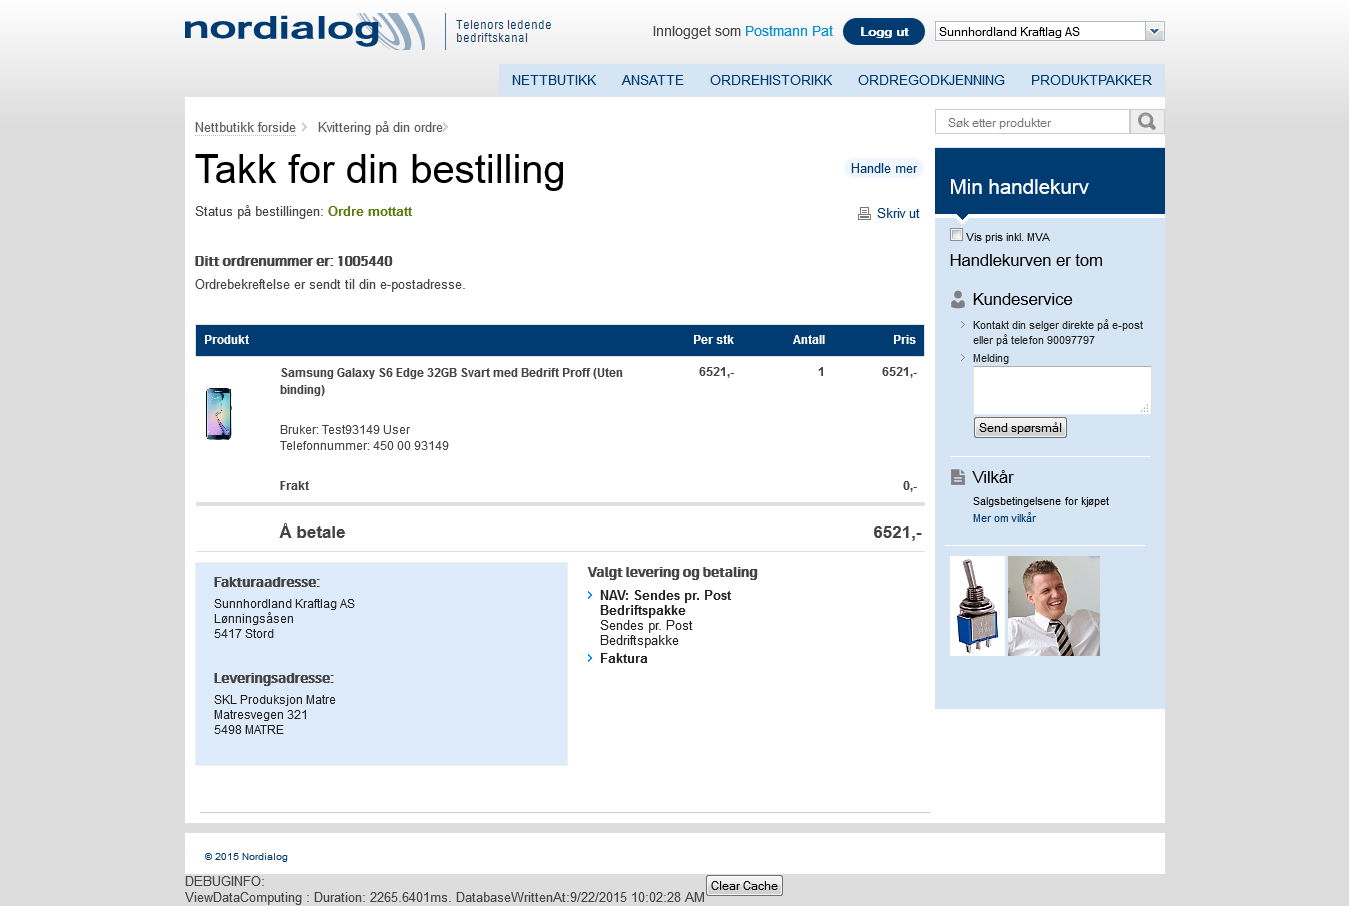 nordialog
Telenors ledende
bedriftskanal
Innlogget som Postmann Pat
Logg ut
Sunnhordland Kraftlag AS
NETTBUTIKK ANSATTE ORDREHISTORIKK ORDREGODKJENNING PRODUKTPAKKER
Nettbutikk forside Kvittering på din ordre
Søk etter produkter
Takk for din bestilling
Handle mer
Status på bestillingen: Ordre mottatt
Skriv ut
Ditt ordrenummer er: 1005440
Ordrebekreftelse er sendt til din e-postadresse.
Produkt Per stk Antall Pris
Samsung Galaxy S6 Edge 32GB Svart med Bedrift Proff (Uten 6521,- 1 6521,-
binding)
Bruker: Test93149 User
Telefonnummer: 450 00 93149
Frakt 0,-
Å betale 6521,-
Fakturaadresse:
Sunnhordland Kraftlag AS
Lønningsåsen
5417 Stord
Leveringsadresse:
SKL Produksjon Matre
Matresvegen 321
5498 MATRE
Valgt levering og betaling
NAV: Sendes pr. Post
Bedriftspakke
Sendes pr. Post
Bedriftspakke
Faktura
Min handlekurv
Vis pris inkl. MVA
Handlekurven er tom
Kundeservice
Kontakt din selger direkte på e-post
eller på telefon 90097797
Melding
Send spørsmål
Vilkår
Salgsbetingelsene for kjøpet
Mer om vilkår
© 2015 Nordialog
DEBUGINFO:
ViewDataComputing : Duration: 2265.6401ms. DatabaseWrittenAt:9/22/2015 10:02:28 AM
Clear Cache